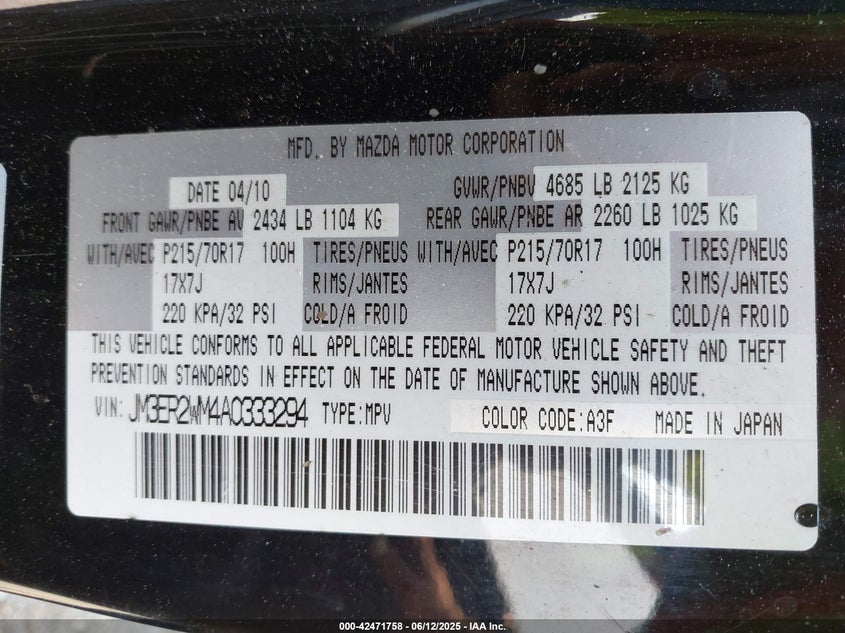 MFD. BY MAZDA MOTOR CORPORATION
DATE 04/10 GVWR/PNBV 4685 LB 2125 KG
FRONT GAWR/PNBE AV 2434 LB 1104 KG REAR GAWR/PNBE AR 2260 LB 1025 KG
WITH/AVEC P215/70R17 100H TIRES/PNEUS WITH/AVEC P215/70R17 100H TIRES/PNEUS
17X7J RIMS/JANTES 17X7J RIMS/JANTES
220 KPA/32 PSI COLD/A FROID 220 KPA/32 PSI COLD/A FROID
THIS VEHICLE CONFORMS TO ALL APPLICABLE FEDERAL MOTOR VEHICLE SAFETY AND THEFT
PREVENTION STANDARDS IN EFFECT ON THE DATE OF MANUFACTURE SHOWN ABOVE.
VIN: JM3ER2WM4A0333294 TYPE:MPV COLOR CODE:A3F MADE IN JAPAN
000-42471758 - 06/12/2025 - IAA Inc.